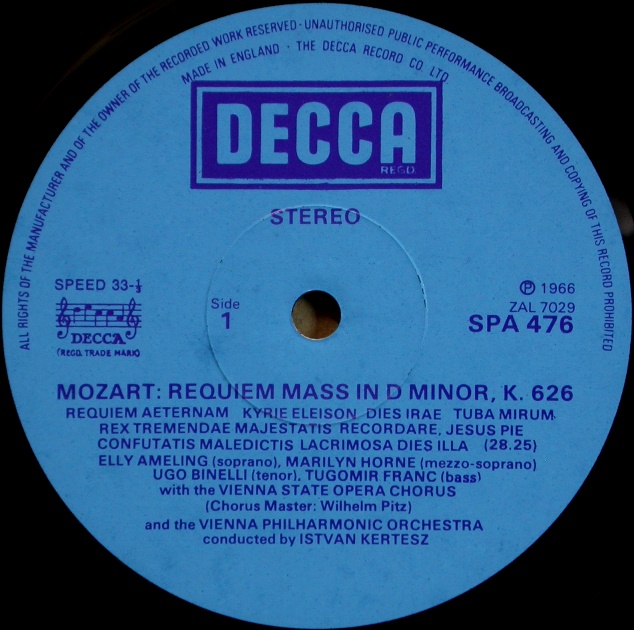 ALL RIGHTS OF THE MANUFACTURER AND OF THE OWNER OF THE RECORDED WORK RESERVED · UNAUTHORISED PUBLIC PERFORMANCE BROADCASTING AND COPYING OF THIS RECORD PROHIBITED
MADE IN ENGLAND · THE DECCA RECORD CO LTD
DECCA
REGD.
STEREO
SPEED 33-⅓
DECCA
(REGD. TRADE MARK)
Side
1
℗ 1966
ZAL 7029
SPA 476
MOZART: REQUIEM MASS IN D MINOR, K. 626
REQUIEM AETERNAM KYRIE ELEISON DIES IRAE TUBA MIRUM
REX TREMENDAE MAJESTATIS RECORDARE, JESUS PIE
CONFUTATIS MALEDICTIS LACRIMOSA DIES ILLA (28.25)
ELLY AMELING (soprano), MARILYN HORNE (mezzo-soprano)
UGO BINELLI (tenor), TUGOMIR FRANC (bass)
with the VIENNA STATE OPERA CHORUS
(Chorus Master: Wilhelm Pitz)
and the VIENNA PHILHARMONIC ORCHESTRA
conducted by ISTVAN KERTESZ